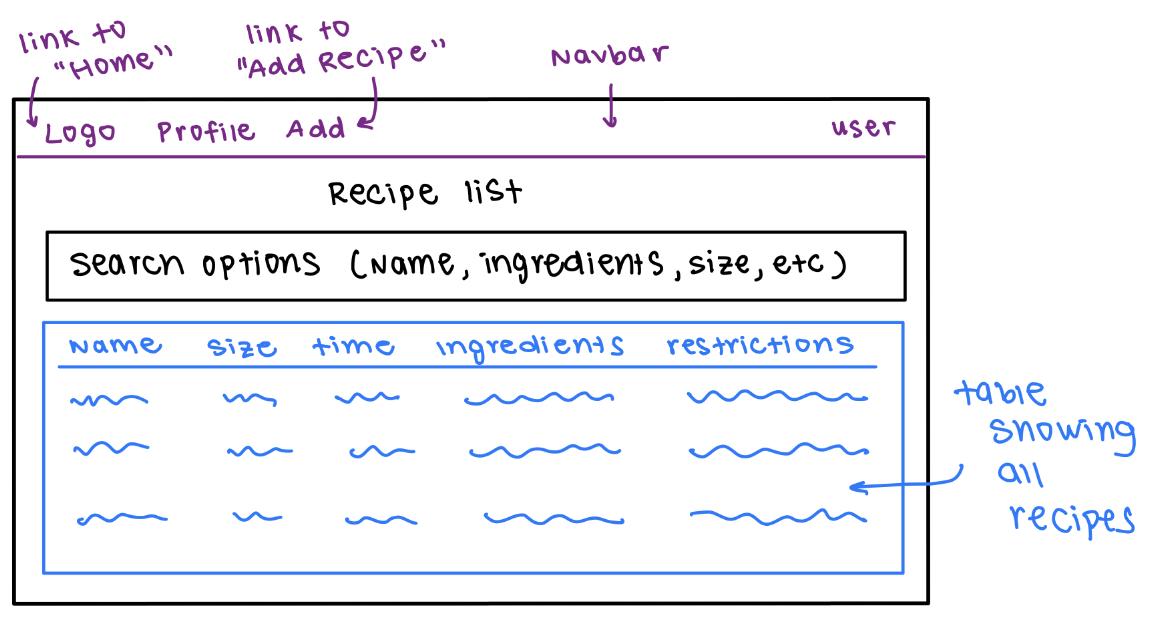 link to
"Home"
link to
"Add Recipe"
Navbar
Logo Profile Add user
Recipe list
search options (Name, ingredients, size, etc)
Name size time ingredients restrictions
table
showing
all
recipes